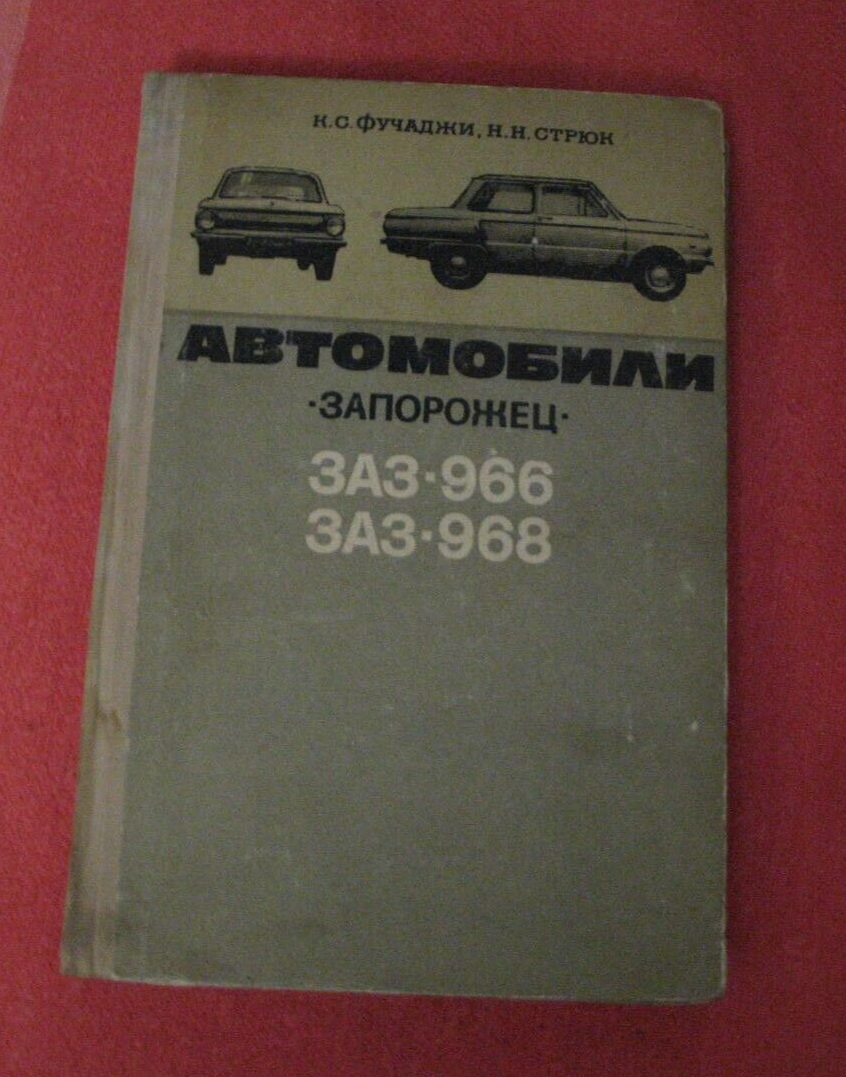 К.С.ФУЧАДЖИ, Н.Н.СТРЮК
АВТОМОБИЛИ
·ЗАПОРОЖЕЦ·
ЗАЗ·966
ЗАЗ·968